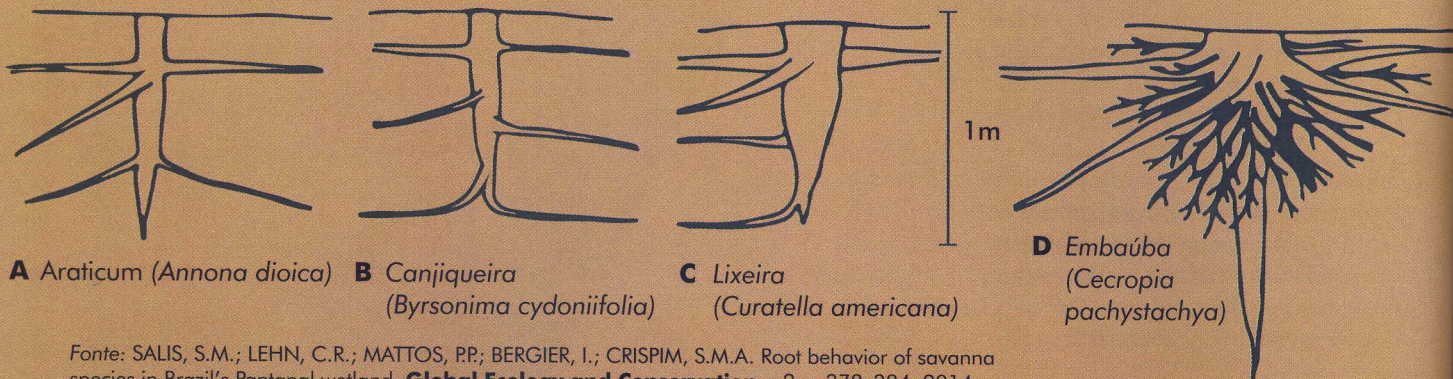 1m
A Araticum (Annona dioica)
B Canjiqueira
(Byrsonima cydoniifolia)
C Lixeira
(Curatella americana)
D Embaúba
(Cecropia
pachystachya)
Fonte: SALIS, S.M.; LEHN, C.R.; MATTOS, P.P.; BERGIER, I.; CRISPIM, S.M.A. Root behavior of savanna
species in Brazil's Pantanal wetland. Global Ecology and Conservation